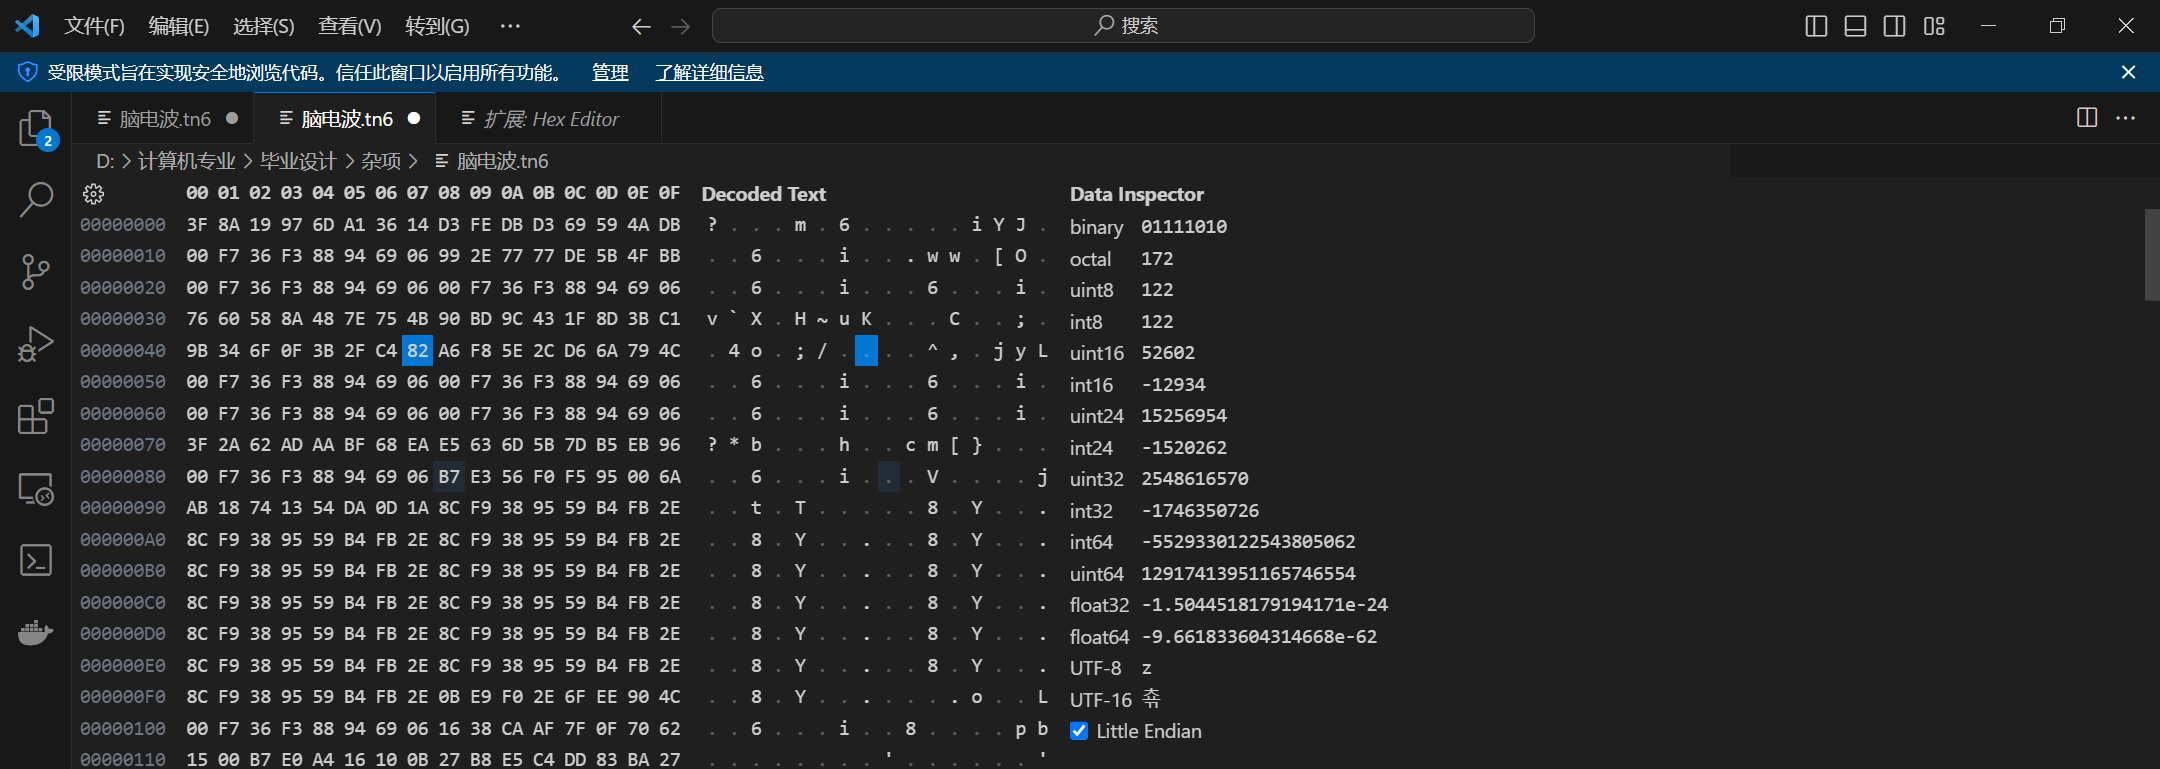 文件(F) 编辑(E) 选择(S) 查看(V) 转到(G) ··· 搜索
受限模式旨在实现安全地浏览代码。信任此窗口以启用所有功能。 管理 了解详细信息
脑电波.tn6 脑电波.tn6 扩展: Hex Editor
2
D: > 计算机专业 > 毕业设计 > 杂项 > 脑电波.tn6
00 01 02 03 04 05 06 07 08 09 0A 0B 0C 0D 0E 0F Decoded Text Data Inspector
00000000 3F 8A 19 97 6D A1 36 14 D3 FE DB D3 69 59 4A DB ? . . . m . 6 . . . . . i Y J . binary 01111010
00000010 00 F7 36 F3 88 94 69 06 99 2E 77 77 DE 5B 4F BB . . 6 . . . i . . . w w . [ O . octal 172
00000020 00 F7 36 F3 88 94 69 06 00 F7 36 F3 88 94 69 06 . . 6 . . . i . . . 6 . . . i . uint8 122
00000030 76 60 58 8A 48 7E 75 4B 90 BD 9C 43 1F 8D 3B C1 v ` X . H ~ u K . . . C . . ; . int8 122
00000040 9B 34 6F 0F 3B 2F C4 82 A6 F8 5E 2C D6 6A 79 4C . 4 o . ; / . . . . ^ , . j y L uint16 52602
00000050 00 F7 36 F3 88 94 69 06 00 F7 36 F3 88 94 69 06 . . 6 . . . i . . . 6 . . . i . int16 -12934
00000060 00 F7 36 F3 88 94 69 06 00 F7 36 F3 88 94 69 06 . . 6 . . . i . . . 6 . . . i . uint24 15256954
00000070 3F 2A 62 AD AA BF 68 EA E5 63 6D 5B 7D B5 EB 96 ? * b . . . h . . c m [ } . . . int24 -1520262
00000080 00 F7 36 F3 88 94 69 06 B7 E3 56 F0 F5 95 00 6A . . 6 . . . i . . . V . . . . j uint32 2548616570
00000090 AB 18 74 13 54 DA 0D 1A 8C F9 38 95 59 B4 FB 2E . . t . T . . . . . 8 . Y . . . int32 -1746350726
000000A0 8C F9 38 95 59 B4 FB 2E 8C F9 38 95 59 B4 FB 2E . . 8 . Y . . . . . 8 . Y . . . int64 -5529330122543805062
000000B0 8C F9 38 95 59 B4 FB 2E 8C F9 38 95 59 B4 FB 2E . . 8 . Y . . . . . 8 . Y . . . uint64 12917413951165746554
000000C0 8C F9 38 95 59 B4 FB 2E 8C F9 38 95 59 B4 FB 2E . . 8 . Y . . . . . 8 . Y . . . float32 -1.5044518179194171e-24
000000D0 8C F9 38 95 59 B4 FB 2E 8C F9 38 95 59 B4 FB 2E . . 8 . Y . . . . . 8 . Y . . . float64 -9.661833604314668e-62
000000E0 8C F9 38 95 59 B4 FB 2E 8C F9 38 95 59 B4 FB 2E . . 8 . Y . . . . . 8 . Y . . . UTF-8 z
000000F0 8C F9 38 95 59 B4 FB 2E 0B E9 F0 2E 6F EE 90 4C . . 8 . Y . . . . . . . o . . L UTF-16 쵺
00000100 00 F7 36 F3 88 94 69 06 16 38 CA AF 7F 0F 70 62 . . 6 . . . i . . 8 . . . . p b Little Endian
00000110 15 00 B7 E0 A4 16 10 0B 27 B8 E5 C4 DD 83 BA 27 . . . . . . . . ' . . . . . . '